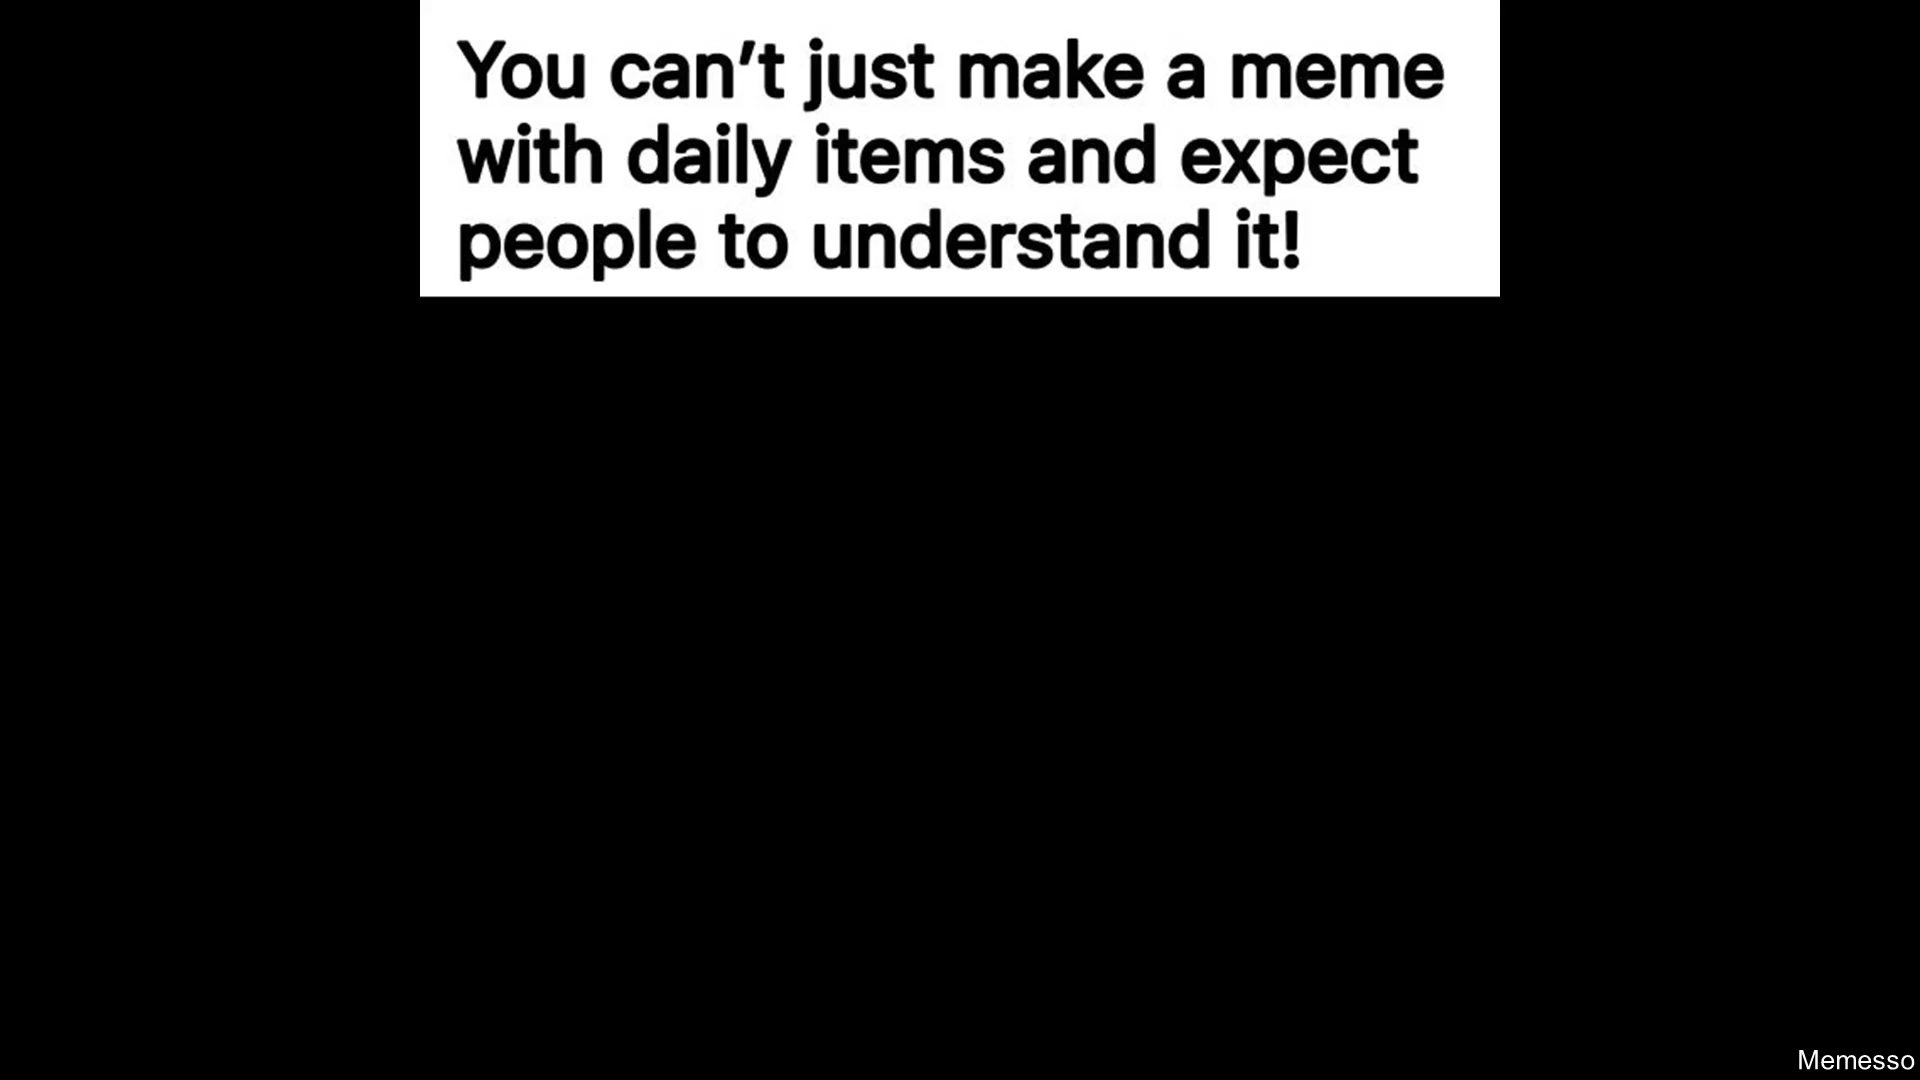 You can’t just make a meme
with daily items and expect
people to understand it!
Memesso